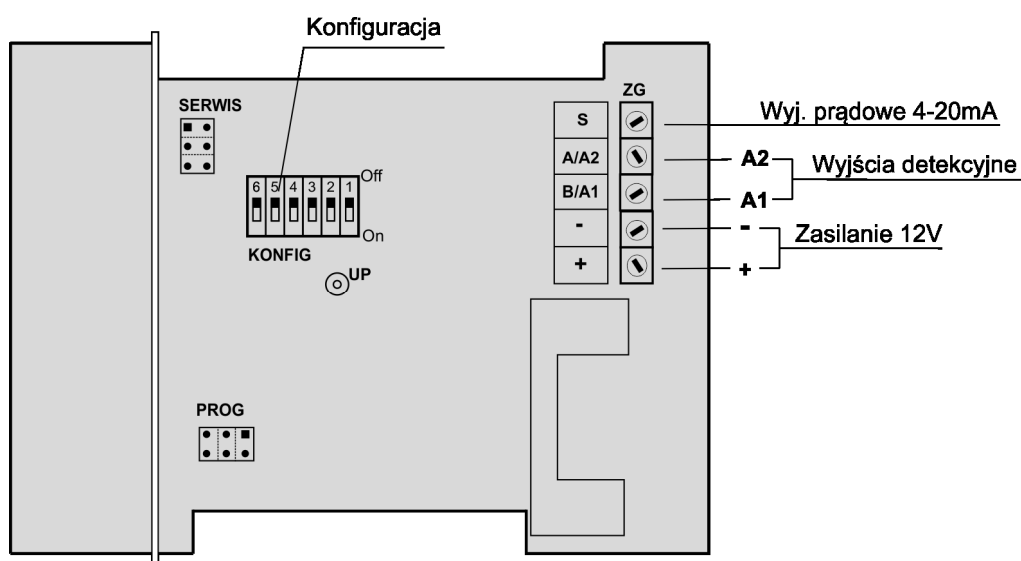 Konfiguracja
SERWIS
ZG
S
Wyj. prądowe 4-20mA
A/A2
A2
Wyjścia detekcyjne
B/A1
A1
-
-
Zasilanie 12V
+
+
6 5 4 3 2 1
Off
On
KONFIG
UP
PROG